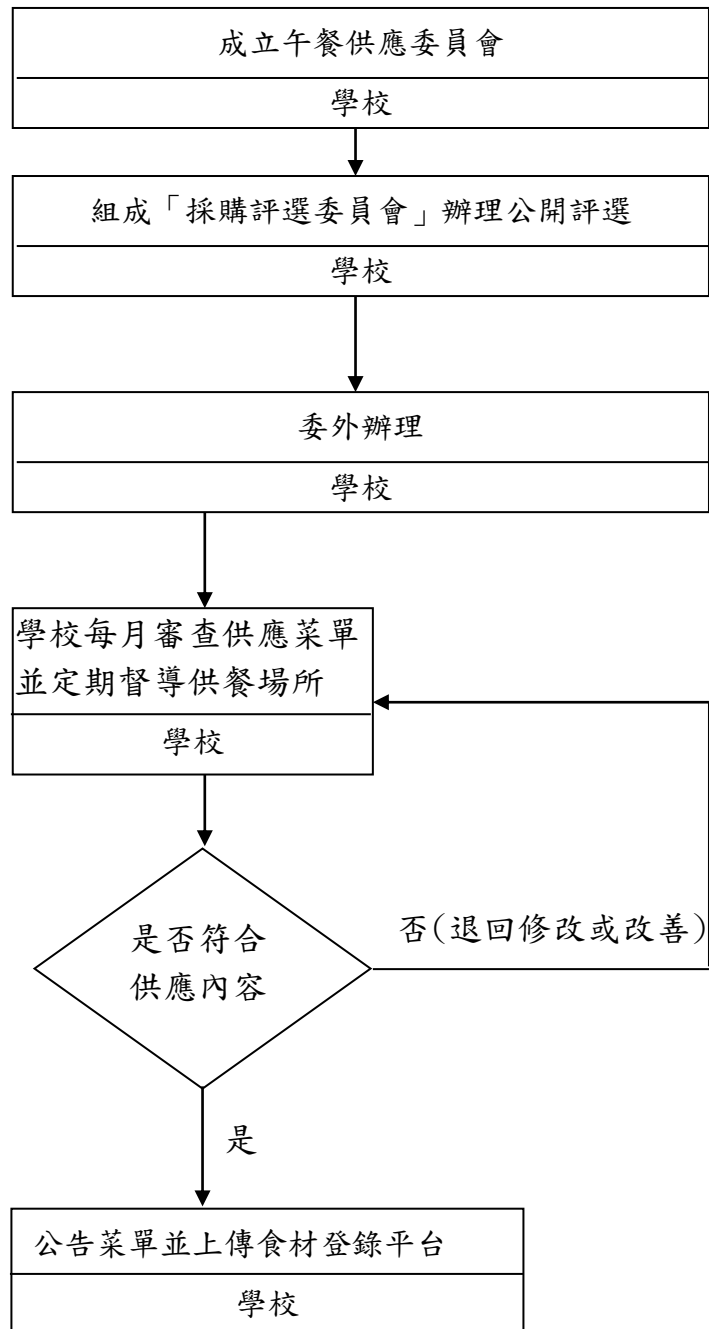 成立午餐供應委員會
學校
組成「採購評選委員會」辦理公開評選
學校
委外辦理
學校
學校每月審查供應菜單
並定期督導供餐場所
學校
是否符合
供應內容
否(退回修改或改善)
是
公告菜單並上傳食材登錄平台
學校